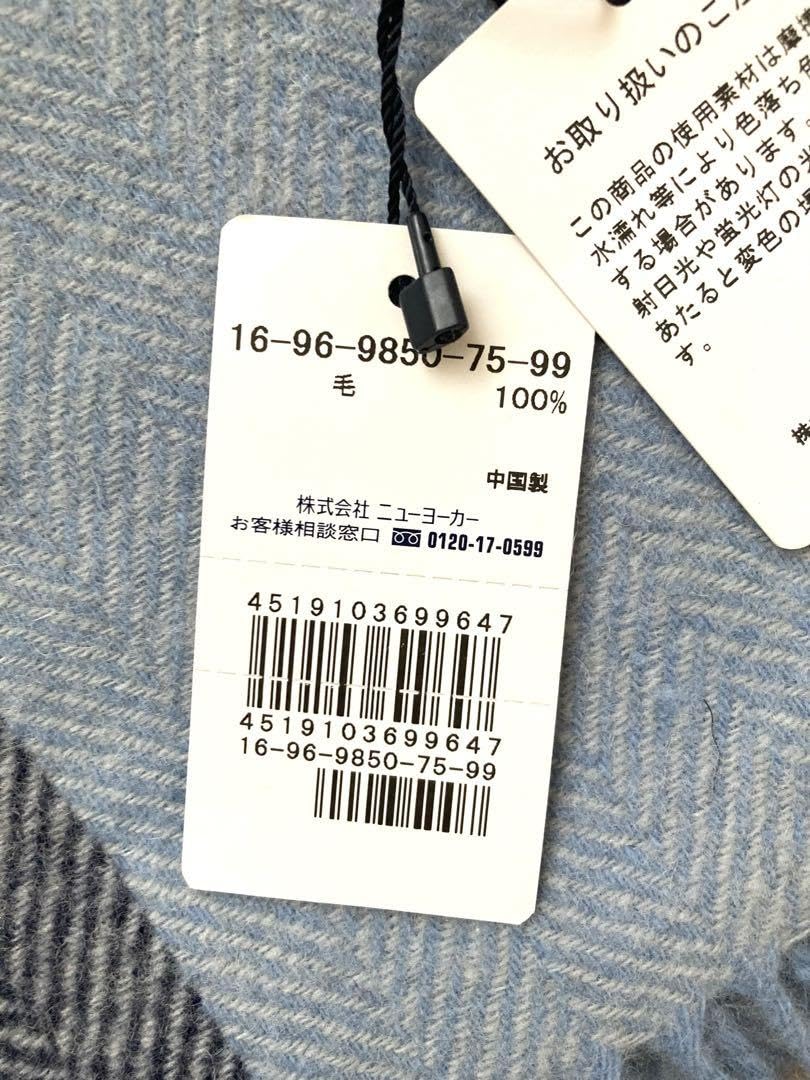 お取り扱いのご
この商品の使用素材は摩
水濡れ等により色落ち
する場合があります。
射日光や蛍光灯の
あたると変色の
す。
株
16-96-9850-75-99
毛 100%
中国製
株式会社 ニューヨーカー
お客様相談窓口 0120-17-0599
4519103699647
4519103699647
16-96-9850-75-99